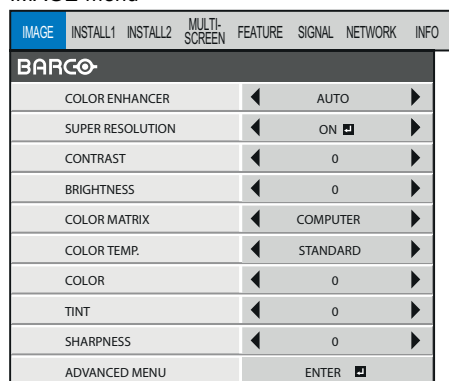 IMAGE menu
IMAGE INSTALL1 INSTALL2 MULTI-SCREEN FEATURE SIGNAL NETWORK INFO
BARCO
COLOR ENHANCER AUTO
SUPER RESOLUTION ON
CONTRAST 0
BRIGHTNESS 0
COLOR MATRIX COMPUTER
COLOR TEMP. STANDARD
COLOR 0
TINT 0
SHARPNESS 0
ADVANCED MENU ENTER